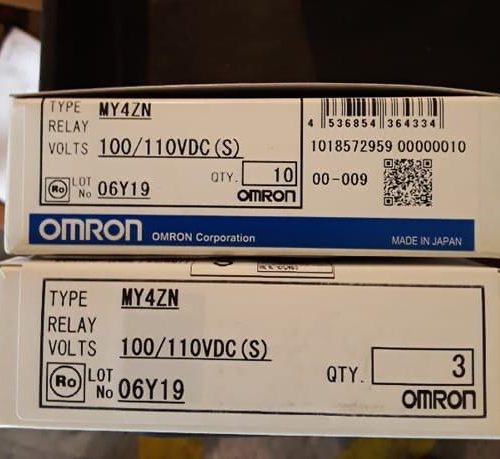 TYPE MY4ZN
RELAY
VOLTS 100/110VDC(S)
QTY. 10
Ro LOT No 06Y19
OMRON
4 536854 364334
1018572959 00000010
00-009
OMRON OMRON Corporation
MADE IN JAPAN
TYPE MY4ZN
RELAY
VOLTS 100/110VDC(S)
Ro LOT No 06Y19
QTY. 3
OMRON